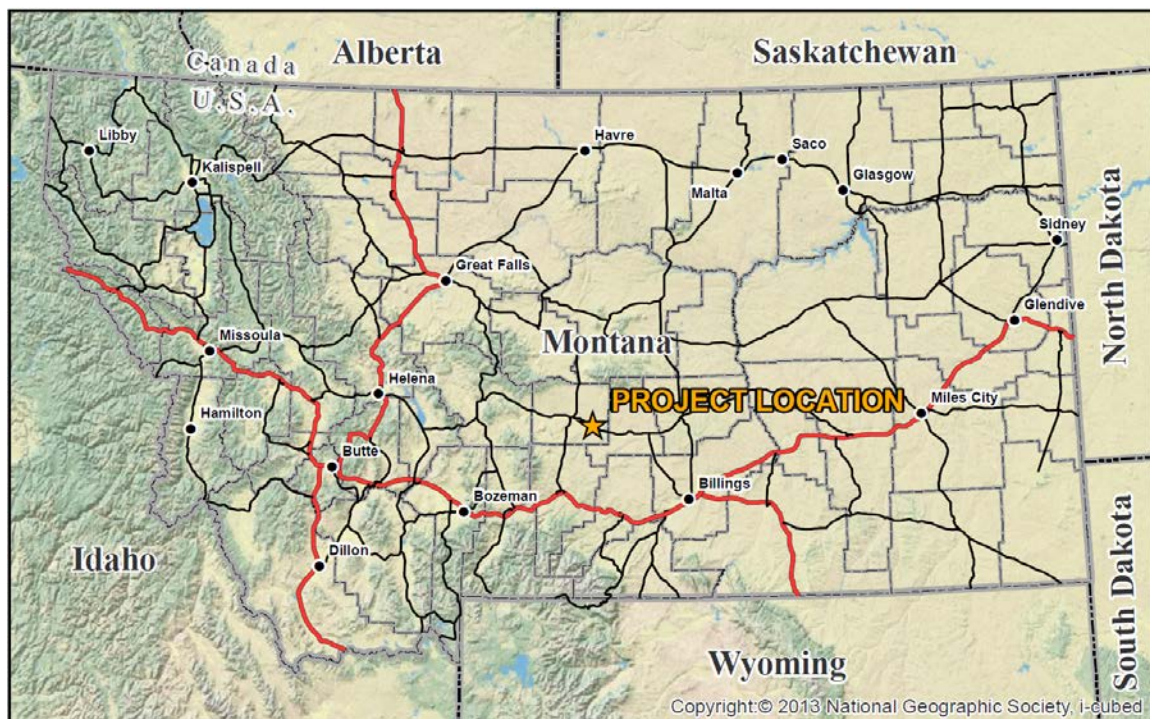 Alberta
Saskatchewan
Canada
U.S.A.
Libby
Kalispell
Havre
Saco
Malta
Glasgow
Sidney
Great Falls
Glendive
North Dakota
Missoula
Montana
Helena
Hamilton
PROJECT LOCATION
Miles City
Butte
Bozeman
Billings
Dillon
Idaho
South Dakota
Wyoming
Copyright:© 2013 National Geographic Society, i-cubed